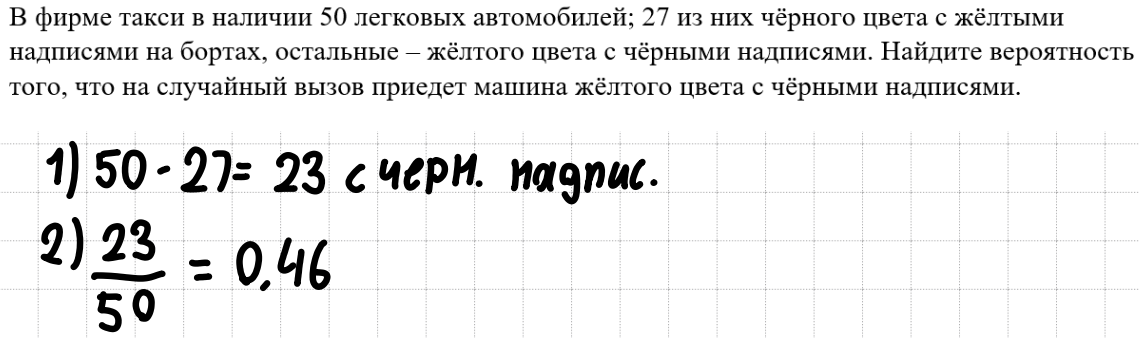 В фирме такси в наличии 50 легковых автомобилей; 27 из них чёрного цвета с жёлтыми
надписями на бортах, остальные – жёлтого цвета с чёрными надписями. Найдите вероятность
того, что на случайный вызов приедет машина жёлтого цвета с чёрными надписями.
1) 50 - 27 = 23 с черн. надпис.
2) 23/50 = 0,46